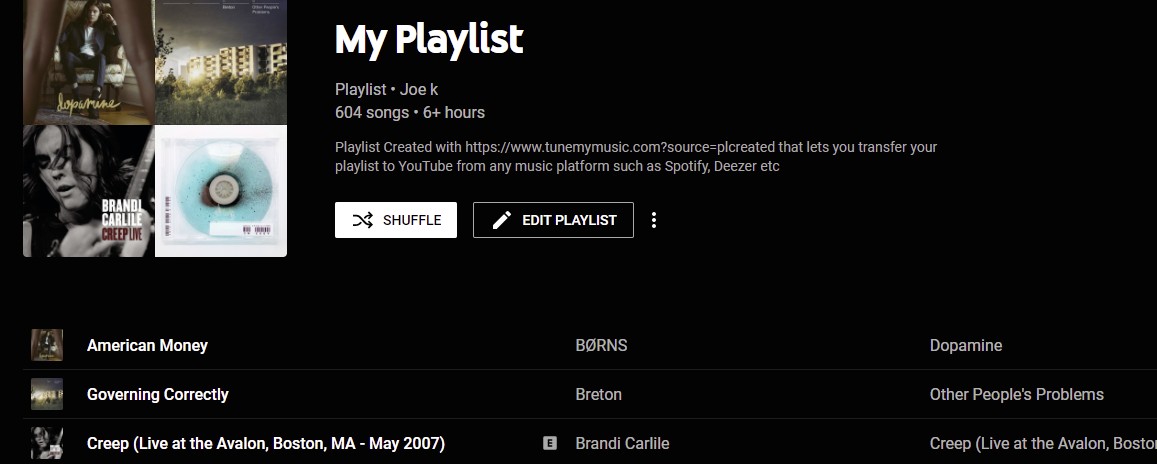 Breton
Other People's
Problems
dopamine
BRANDI
CARLILE
CREEP LIVE
My Playlist
Playlist • Joe k
604 songs • 6+ hours
Playlist Created with https://www.tunemymusic.com?source=plcreated that lets you transfer your
playlist to YouTube from any music platform such as Spotify, Deezer etc
SHUFFLE
EDIT PLAYLIST
American Money BØRNS Dopamine
Governing Correctly Breton Other People's Problems
Creep (Live at the Avalon, Boston, MA - May 2007) E Brandi Carlile Creep (Live at the Avalon, Bosto